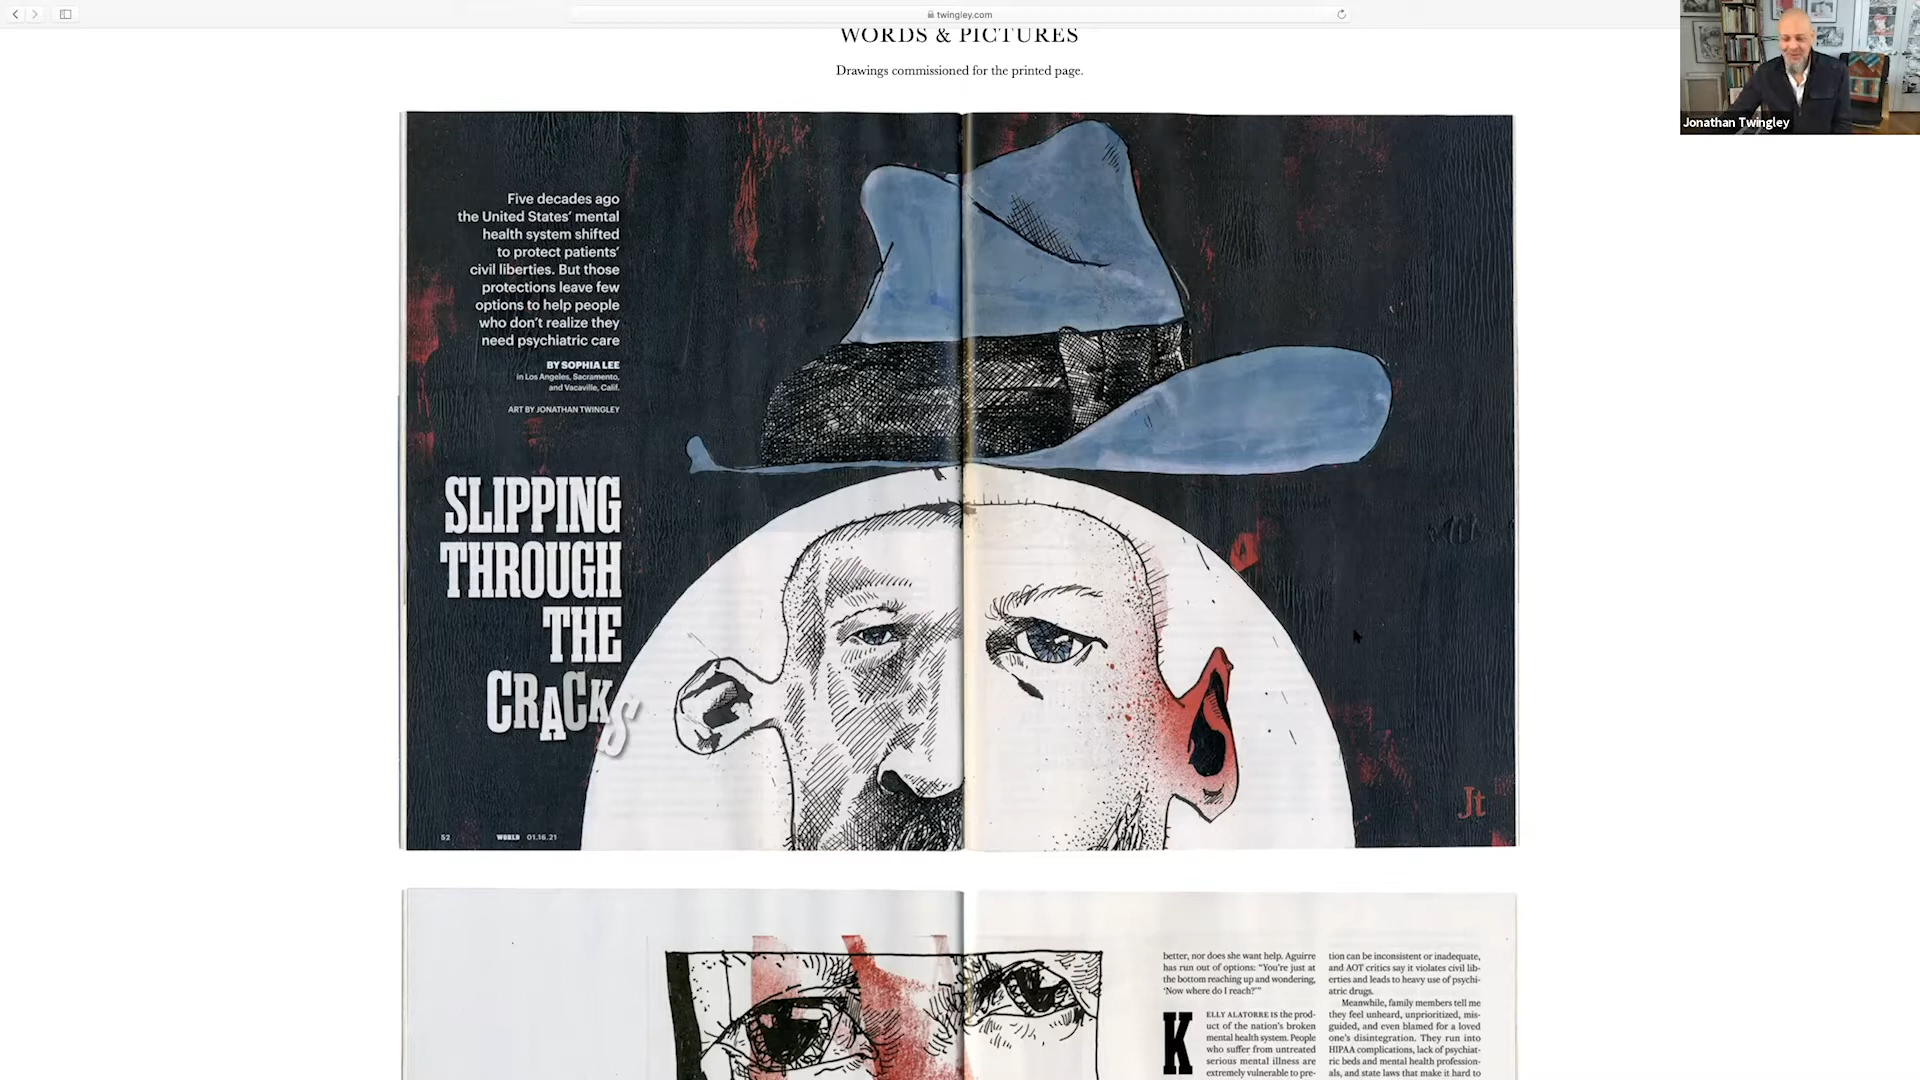 twingley.com
WORDS & PICTURES
Drawings commissioned for the printed page.
Jonathan Twingley
Five decades ago
the United States' mental
health system shifted
to protect patients'
civil liberties. But those
protections leave few
options to help people
who don't realize they
need psychiatric care
BY SOPHIA LEE
in Los Angeles, Sacramento,
and Vacaville, Calif.
ART BY JONATHAN TWINGLEY
SLIPPING
THROUGH
THE
CRACKS
Jt
52 WORLD 01.16.21
better, nor does she want help. Aguirre
has run out of options: “You’re just at
the bottom reaching up and wondering,
‘Now where do I reach?’”
KELLY ALATORRE IS the prod-
uct of the nation’s broken
mental health system. People
who suffer from untreated
serious mental illness are
extremely vulnerable to pre-
tion can be inconsistent or inadequate,
and AOT critics say it violates civil lib-
erties and leads to heavy use of psychi-
atric drugs.
Meanwhile, family members tell me
they feel unheard, unprioritized, mis-
guided, and even blamed for a loved
one’s disintegration. They run into
HIPAA complications, lack of psychiat-
ric beds and mental health profession-
als, and state laws that make it hard to